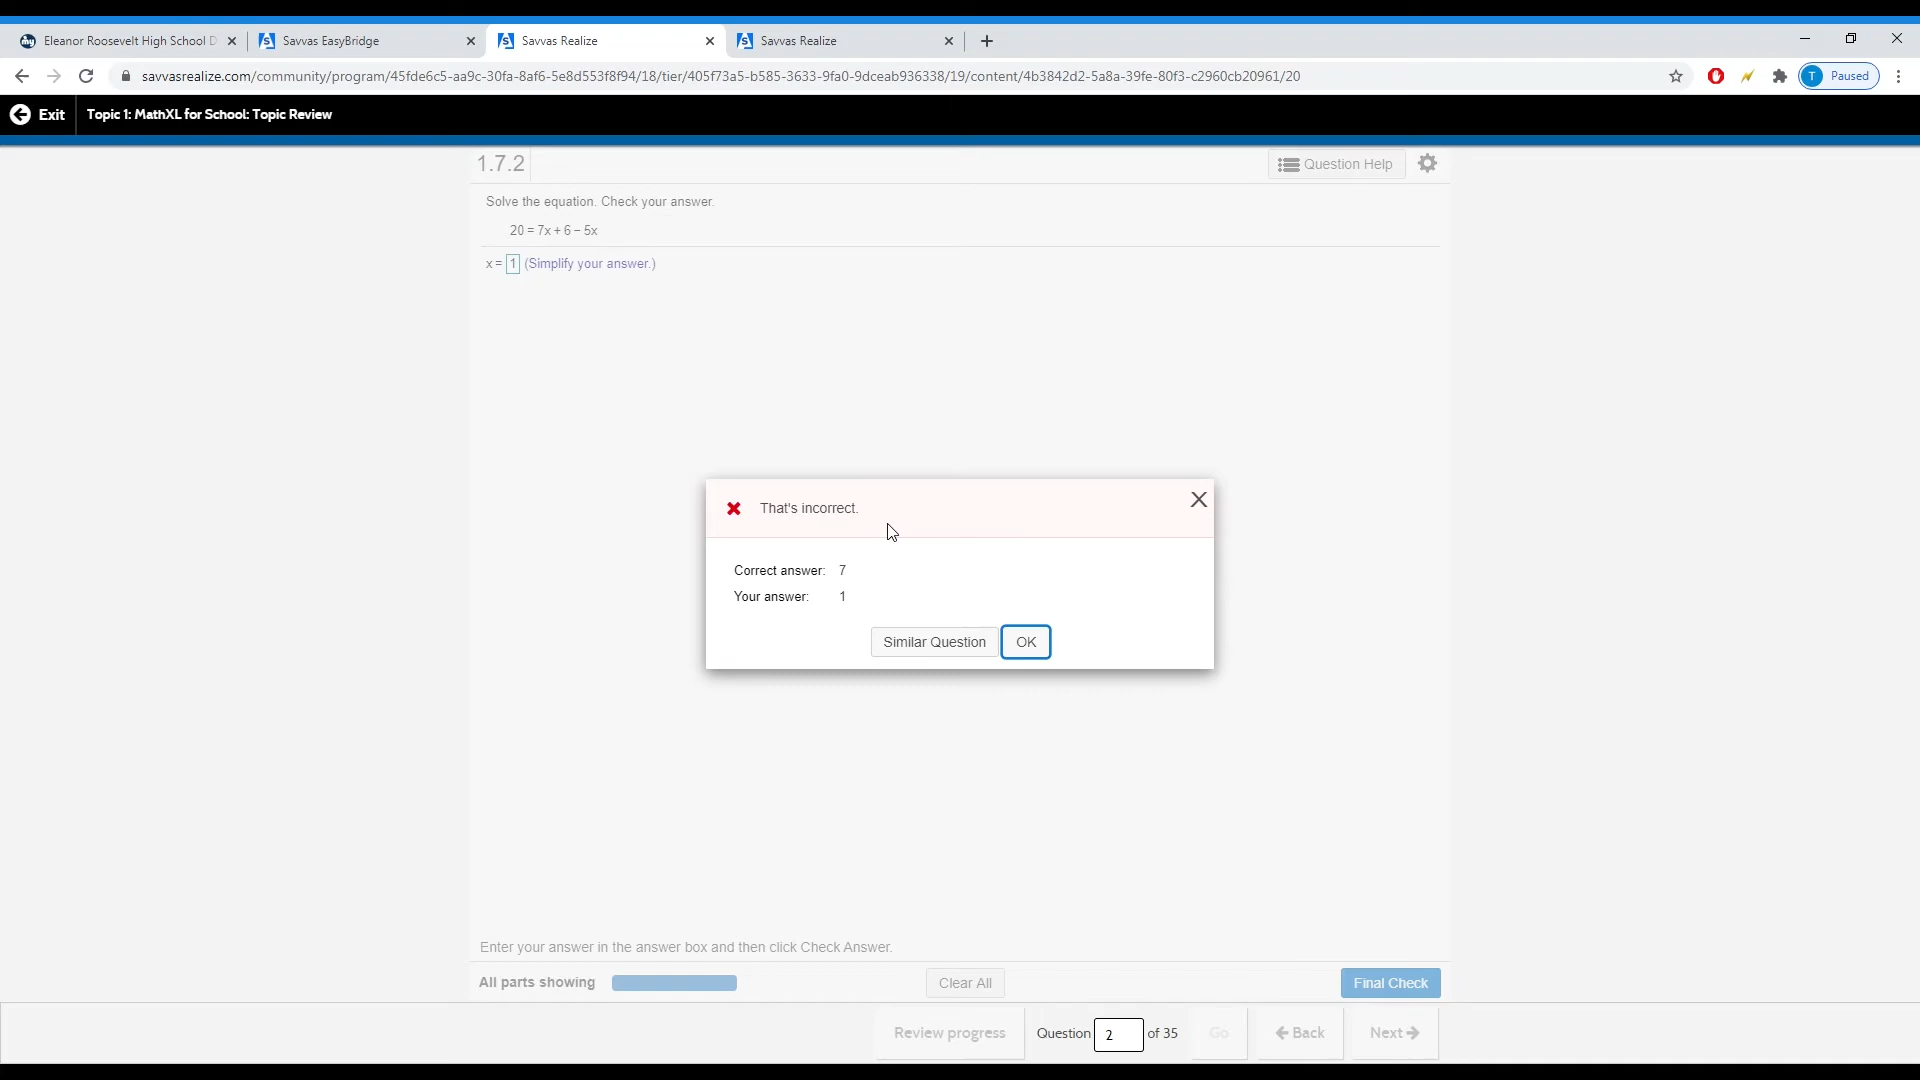 Eleanor Roosevelt High School D
Savvas EasyBridge
Savvas Realize
Savvas Realize
savvasrealize.com/community/program/45fde6c5-aa9c-30fa-8af6-5e8d553f8f94/18/tier/405f73a5-b585-3633-9fa0-9dceab936338/19/content/4b3842d2-5a8a-39fe-80f3-c2960cb20961/20
T Paused
Exit Topic 1: MathXL for School: Topic Review
1.7.2
Question Help
Solve the equation. Check your answer.
20 = 7x + 6 − 5x
x = 1 (Simplify your answer.)
That's incorrect.
Correct answer: 7
Your answer: 1
Similar Question
OK
Enter your answer in the answer box and then click Check Answer.
All parts showing
Clear All
Final Check
Review progress
Question 2 of 35
Go
Back
Next